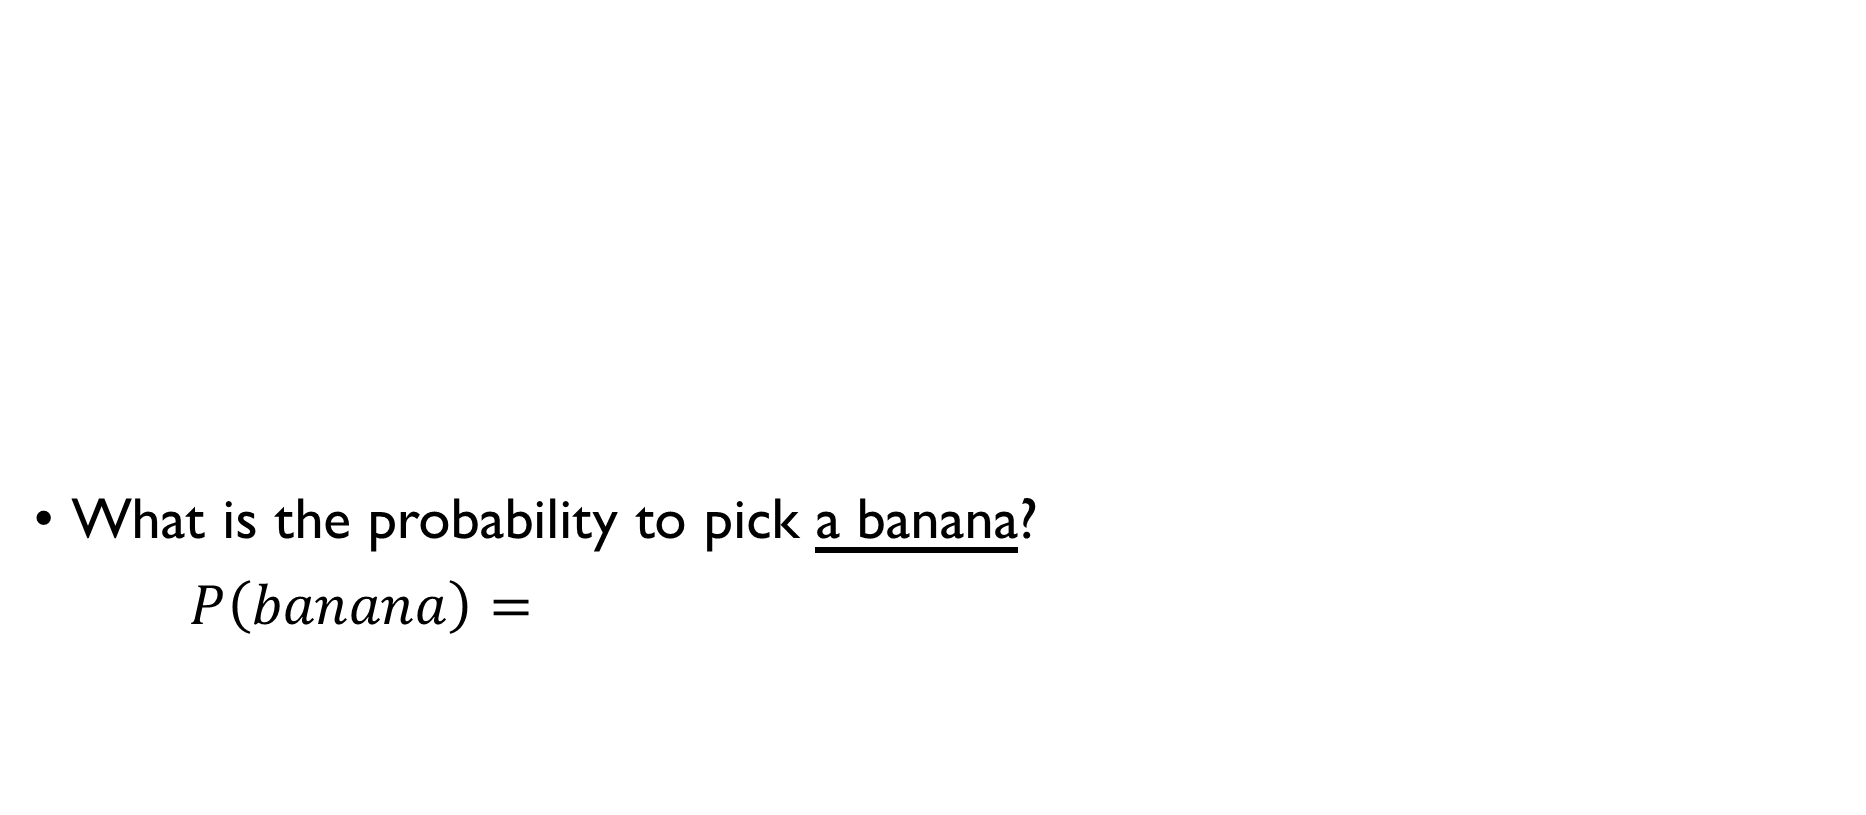 • What is the probability to pick a banana?
P(banana) =